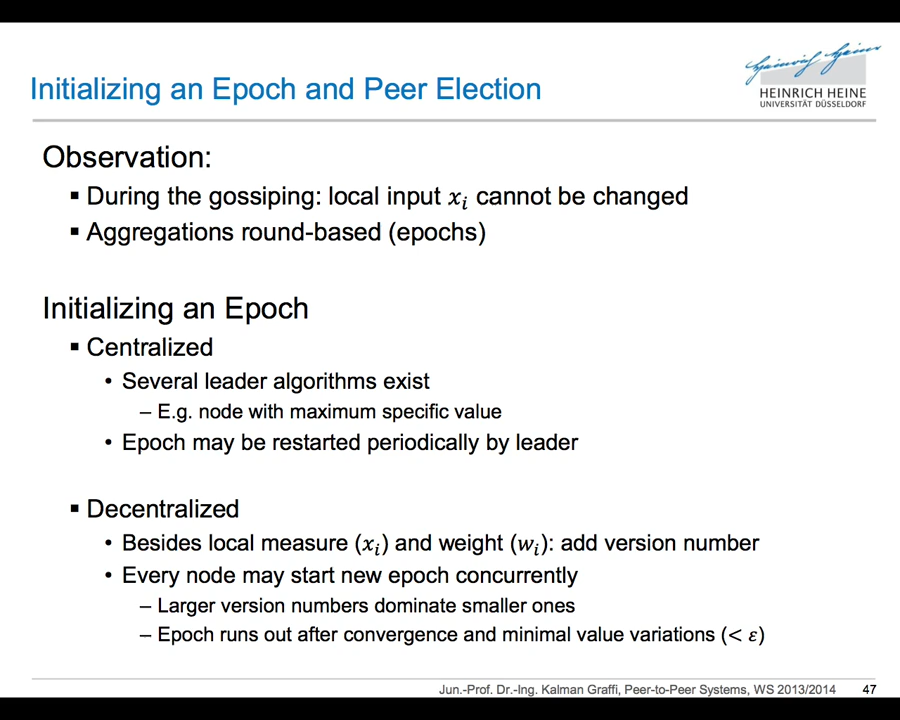 Initializing an Epoch and Peer Election
Heinrich Heine
HEINRICH HEINE
UNIVERSITÄT DÜSSELDORF
Observation:
▪ During the gossiping: local input xᵢ cannot be changed
▪ Aggregations round-based (epochs)
Initializing an Epoch
▪ Centralized
• Several leader algorithms exist
– E.g. node with maximum specific value
• Epoch may be restarted periodically by leader
▪ Decentralized
• Besides local measure (xᵢ) and weight (wᵢ): add version number
• Every node may start new epoch concurrently
– Larger version numbers dominate smaller ones
– Epoch runs out after convergence and minimal value variations (< ε)
Jun.-Prof. Dr.-Ing. Kalman Graffi, Peer-to-Peer Systems, WS 2013/2014 47